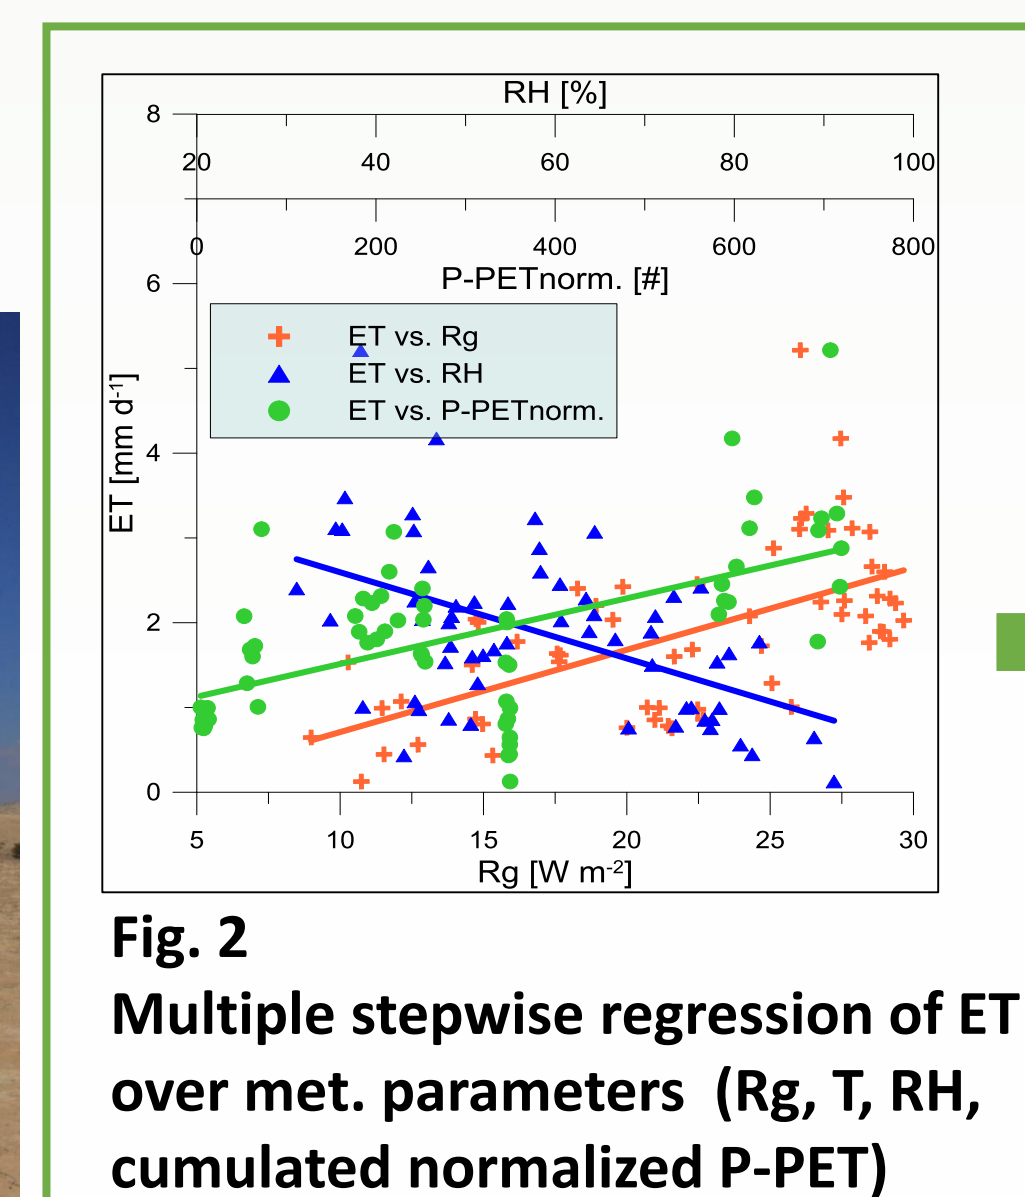 RH [%]
8
20 40 60 80 100
0 200 400 600 800
P-PETnorm. [#]
6
ET vs. Rg
ET vs. RH
ET vs. P-PETnorm.
ET [mm d-1]
4
2
0
5 10 15 20 25 30
Rg [W m-2]
Fig. 2
Multiple stepwise regression of ET
over met. parameters (Rg, T, RH,
cumulated normalized P-PET)